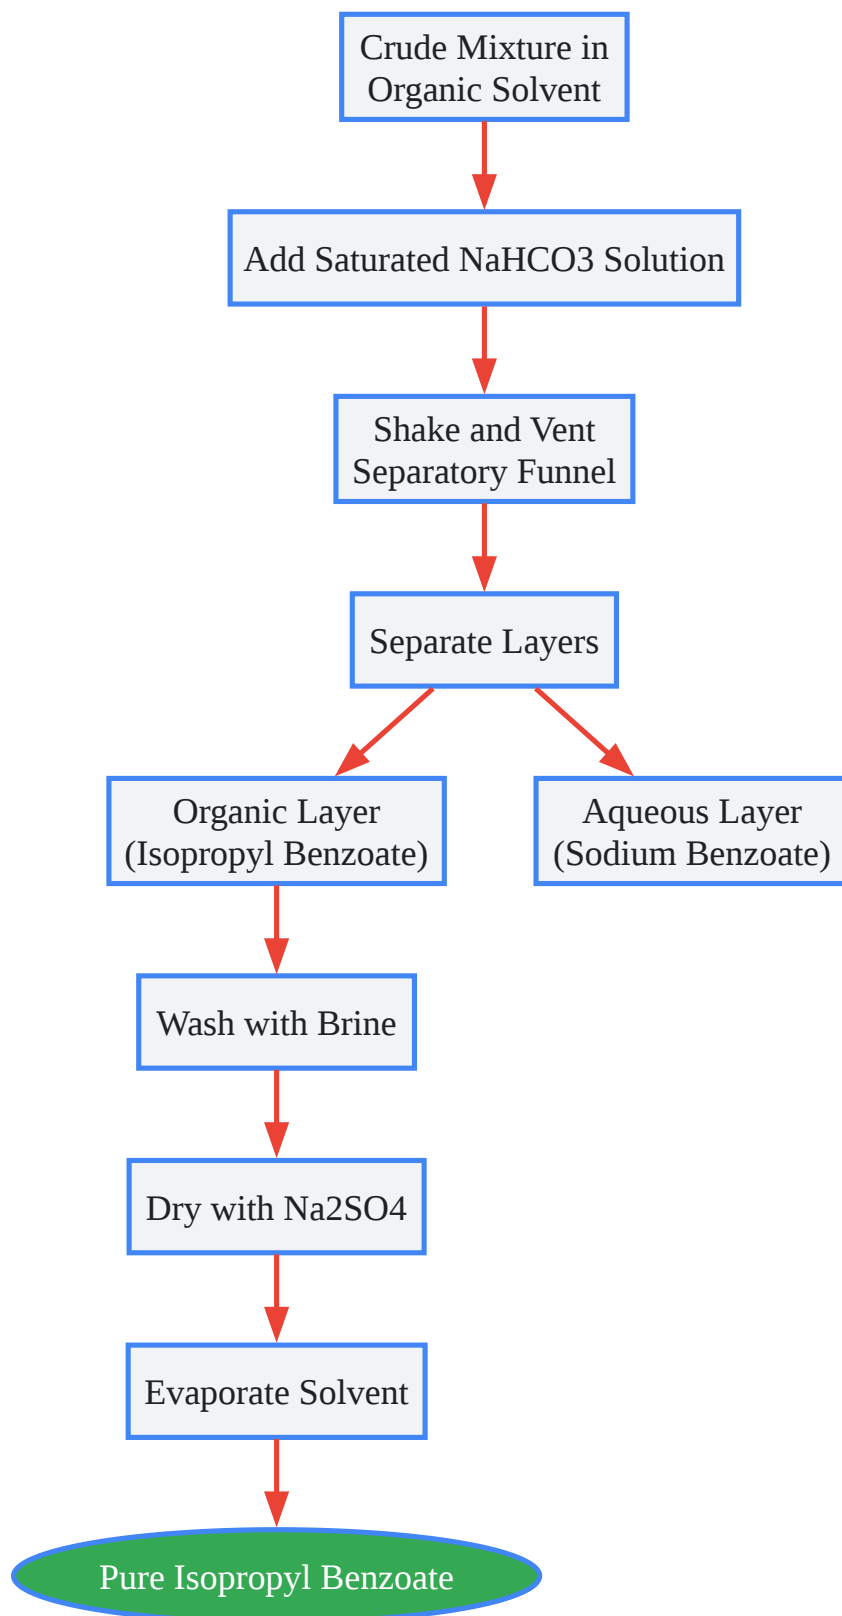 Crude Mixture in
Organic Solvent
Add Saturated NaHCO3 Solution
Shake and Vent
Separatory Funnel
Separate Layers
Organic Layer
(Isopropyl Benzoate)
Aqueous Layer
(Sodium Benzoate)
Wash with Brine
Dry with Na2SO4
Evaporate Solvent
Pure Isopropyl Benzoate